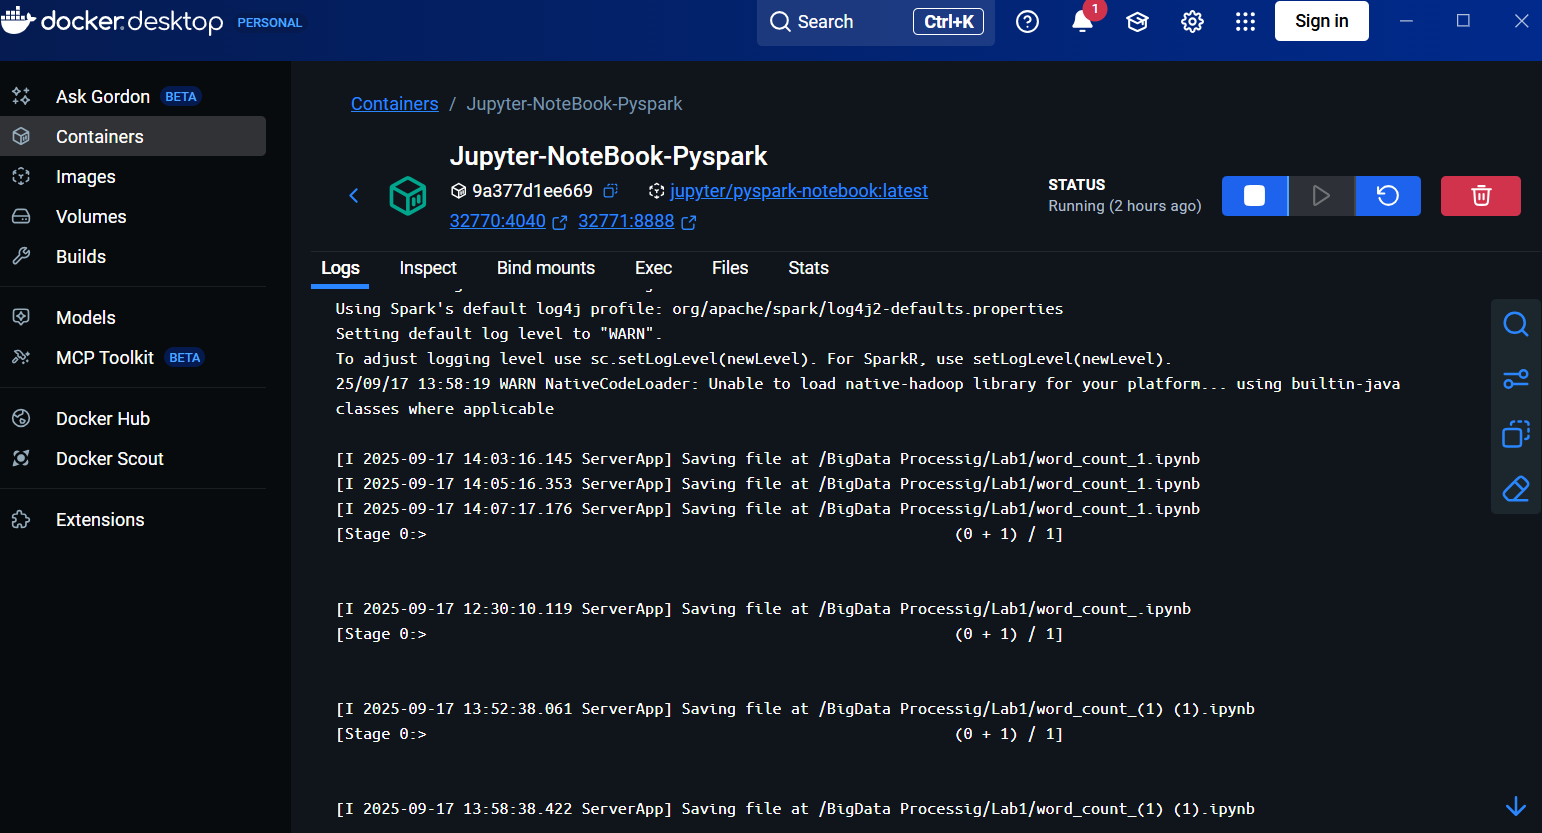 docker.desktop PERSONAL
Search Ctrl+K
1
Sign in
Ask Gordon BETA
Containers
Images
Volumes
Builds
Models
MCP Toolkit BETA
Docker Hub
Docker Scout
Extensions
Containers / Jupyter-NoteBook-Pyspark
Jupyter-NoteBook-Pyspark
9a377d1ee669 jupyter/pyspark-notebook:latest
32770:4040 32771:8888
STATUS
Running (2 hours ago)
Logs Inspect Bind mounts Exec Files Stats
Using Spark's default log4j profile: org/apache/spark/log4j2-defaults.properties
Setting default log level to "WARN".
To adjust logging level use sc.setLogLevel(newLevel). For SparkR, use setLogLevel(newLevel).
25/09/17 13:58:19 WARN NativeCodeLoader: Unable to load native-hadoop library for your platform... using builtin-java
classes where applicable
[I 2025-09-17 14:03:16.145 ServerApp] Saving file at /BigData Processig/Lab1/word_count_1.ipynb
[I 2025-09-17 14:05:16.353 ServerApp] Saving file at /BigData Processig/Lab1/word_count_1.ipynb
[I 2025-09-17 14:07:17.176 ServerApp] Saving file at /BigData Processig/Lab1/word_count_1.ipynb
[Stage 0:> (0 + 1) / 1]
[I 2025-09-17 12:30:10.119 ServerApp] Saving file at /BigData Processig/Lab1/word_count_.ipynb
[Stage 0:> (0 + 1) / 1]
[I 2025-09-17 13:52:38.061 ServerApp] Saving file at /BigData Processig/Lab1/word_count_(1) (1).ipynb
[Stage 0:> (0 + 1) / 1]
[I 2025-09-17 13:58:38.422 ServerApp] Saving file at /BigData Processig/Lab1/word_count_(1) (1).ipynb